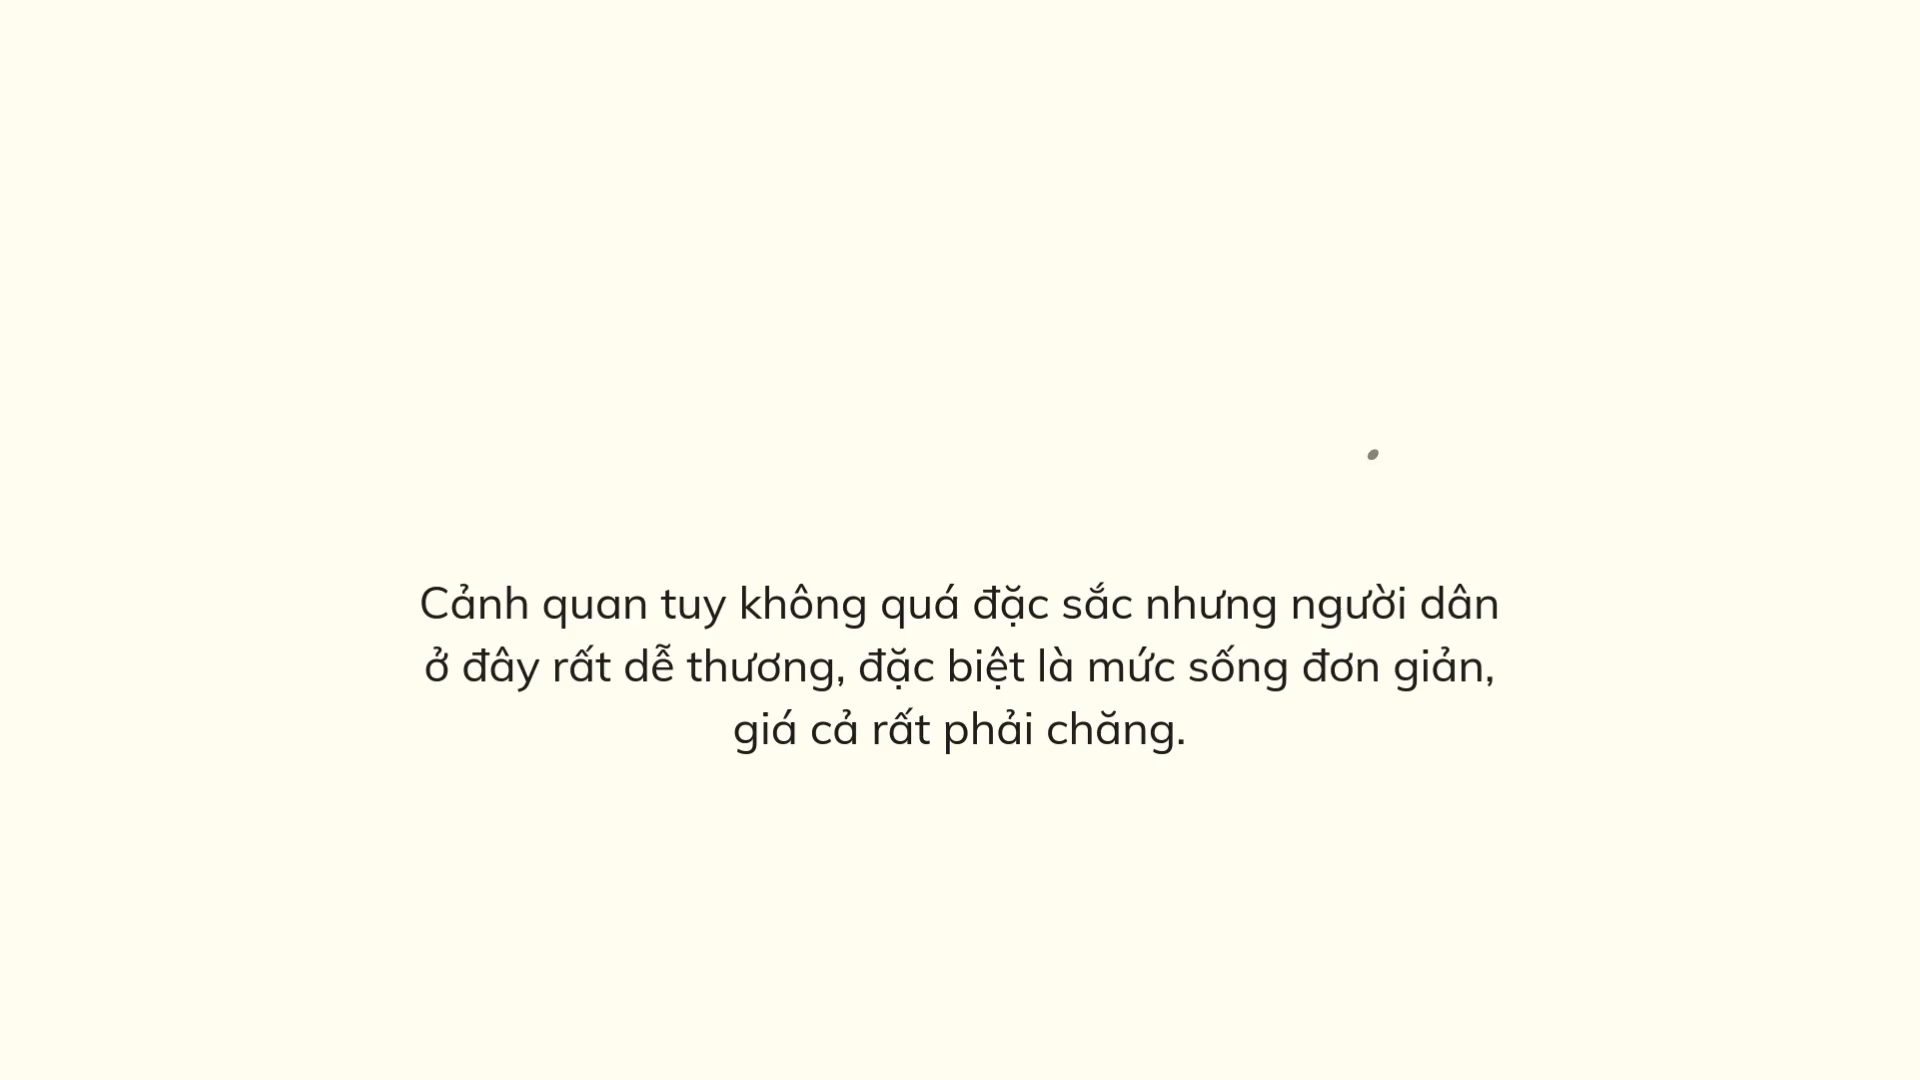 Cảnh quan tuy không quá đặc sắc nhưng người dân
ở đây rất dễ thương, đặc biệt là mức sống đơn giản,
giá cả rất phải chăng.